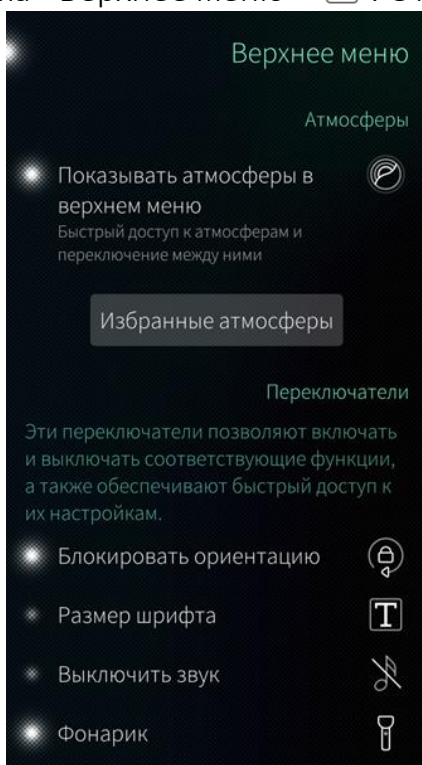 Верхнее меню
Атмосферы
Показывать атмосферы в
верхнем меню
Быстрый доступ к атмосферам и
переключение между ними
Избранные атмосферы
Переключатели
Эти переключатели позволяют включать
и выключать соответствующие функции,
а также обеспечивают быстрый доступ к
их настройкам.
Блокировать ориентацию
Размер шрифта
T
Выключить звук
Фонарик